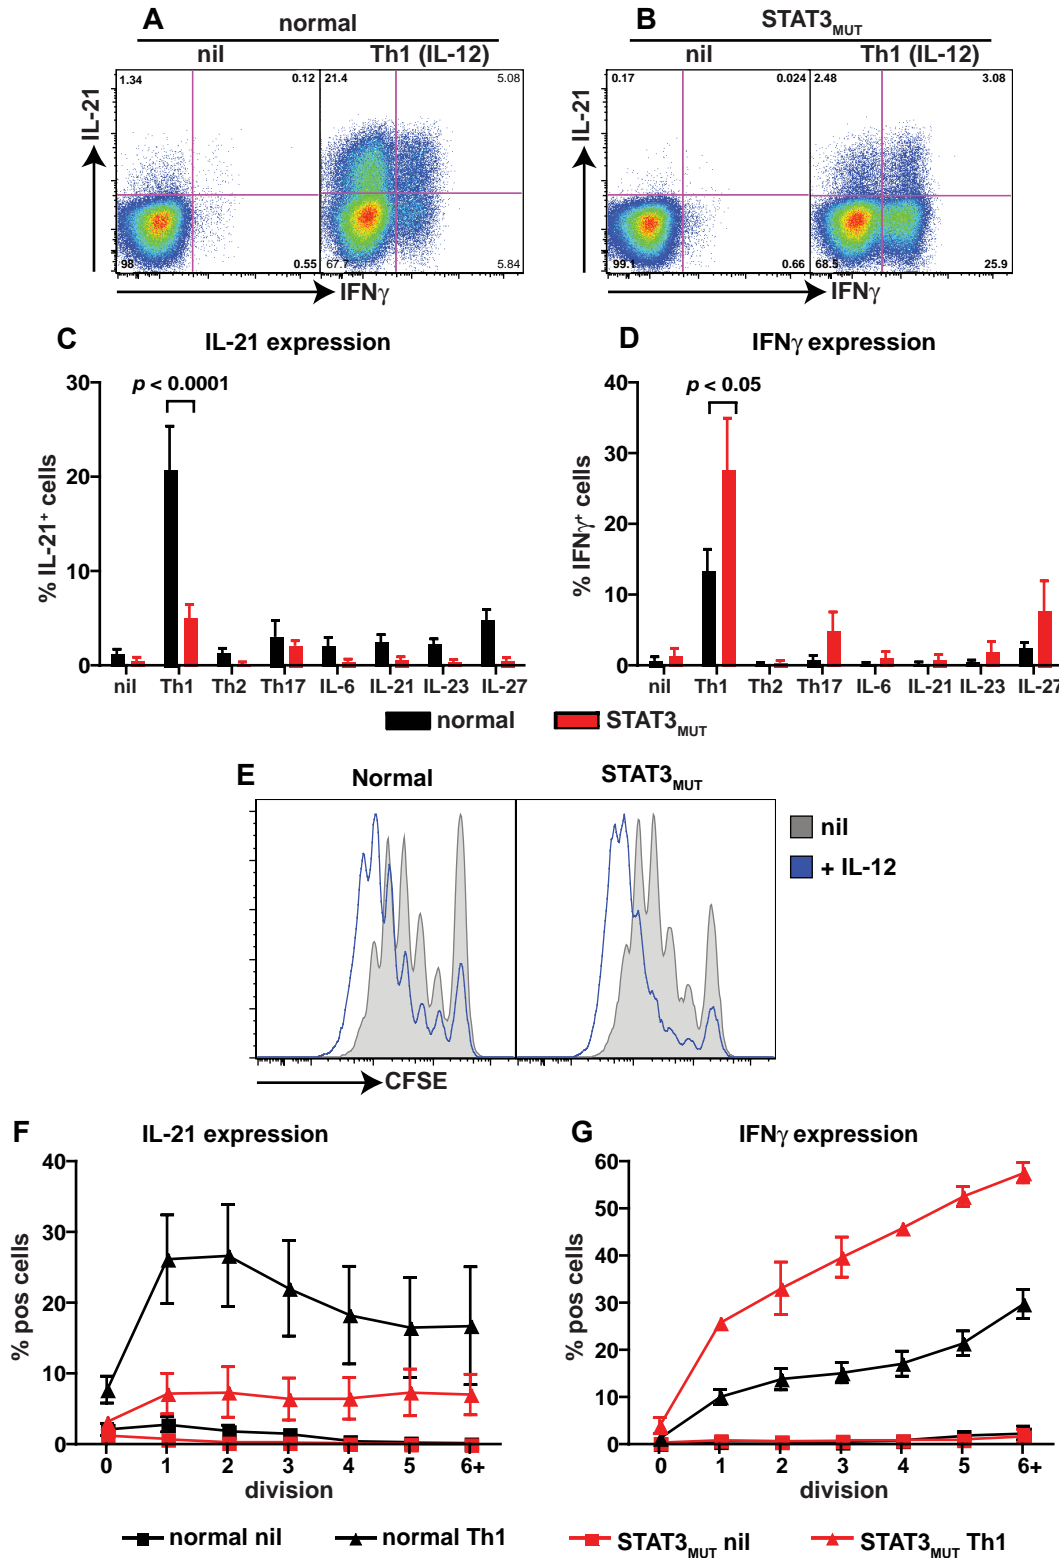 A normal
nil Th1 (IL-12)
1.34 0.12 21.4 5.08
IL-21
98 0.55 67.7 5.84
IFNγ
B STAT3MUT
nil Th1 (IL-12)
0.17 0.024 2.48 3.08
IL-21
99.1 0.66 68.5 25.9
IFNγ
C IL-21 expression
p < 0.0001
% IL-21+ cells
30
20
10
0
nil Th1 Th2 Th17 IL-6 IL-21 IL-23 IL-27
D IFNγ expression
p < 0.05
% IFNγ+ cells
40
30
20
10
0
nil Th1 Th2 Th17 IL-6 IL-21 IL-23 IL-27
normal STAT3MUT
E Normal STAT3MUT
nil
+ IL-12
CFSE
F IL-21 expression
% pos cells
40
30
20
10
0
0 1 2 3 4 5 6+
division
G IFNγ expression
% pos cells
60
50
40
30
20
10
0
0 1 2 3 4 5 6+
division
normal nil normal Th1 STAT3MUT nil STAT3MUT Th1